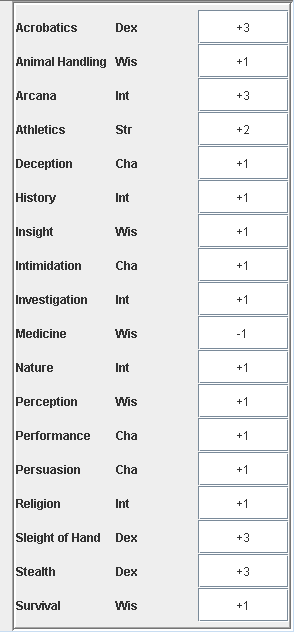 Acrobatics Dex +3
Animal Handling Wis +1
Arcana Int +3
Athletics Str +2
Deception Cha +1
History Int +1
Insight Wis +1
Intimidation Cha +1
Investigation Int +1
Medicine Wis -1
Nature Int +1
Perception Wis +1
Performance Cha +1
Persuasion Cha +1
Religion Int +1
Sleight of Hand Dex +3
Stealth Dex +3
Survival Wis +1